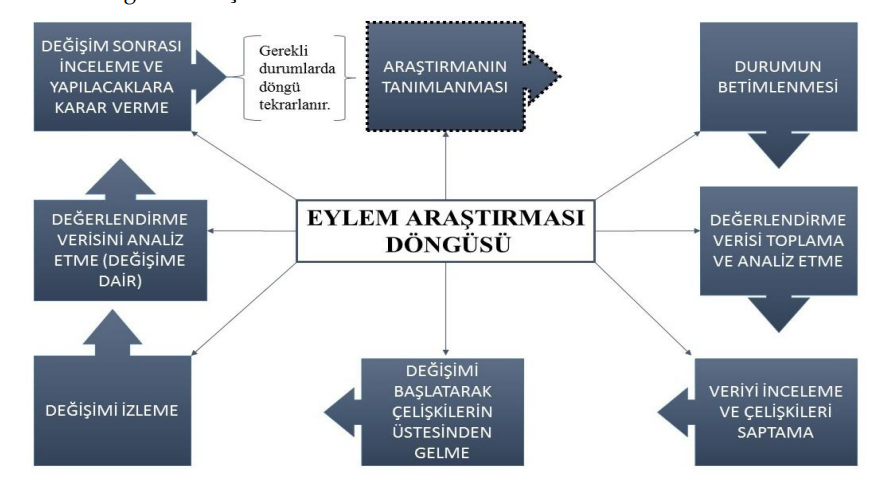 DEĞİŞİM SONRASI
İNCELEME VE
YAPILACAKLARA
KARAR VERME
Gerekli
durumlarda
döngü
tekrarlanır.
ARAŞTIRMANIN
TANIMLANMASI
DURUMUN
BETİMLENMESİ
DEĞERLENDİRME
VERİSİNİ ANALİZ
ETME (DEĞİŞİME
DAİR)
EYLEM ARAŞTIRMASI
DÖNGÜSÜ
DEĞERLENDİRME
VERİSİ TOPLAMA
VE ANALİZ ETME
DEĞİŞİMİ İZLEME
DEĞİŞİMİ
BAŞLATARAK
ÇELİŞKİLERİN
ÜSTESİNDEN
GELME
VERİYİ İNCELEME
VE ÇELİŞKİLERİ
SAPTAMA